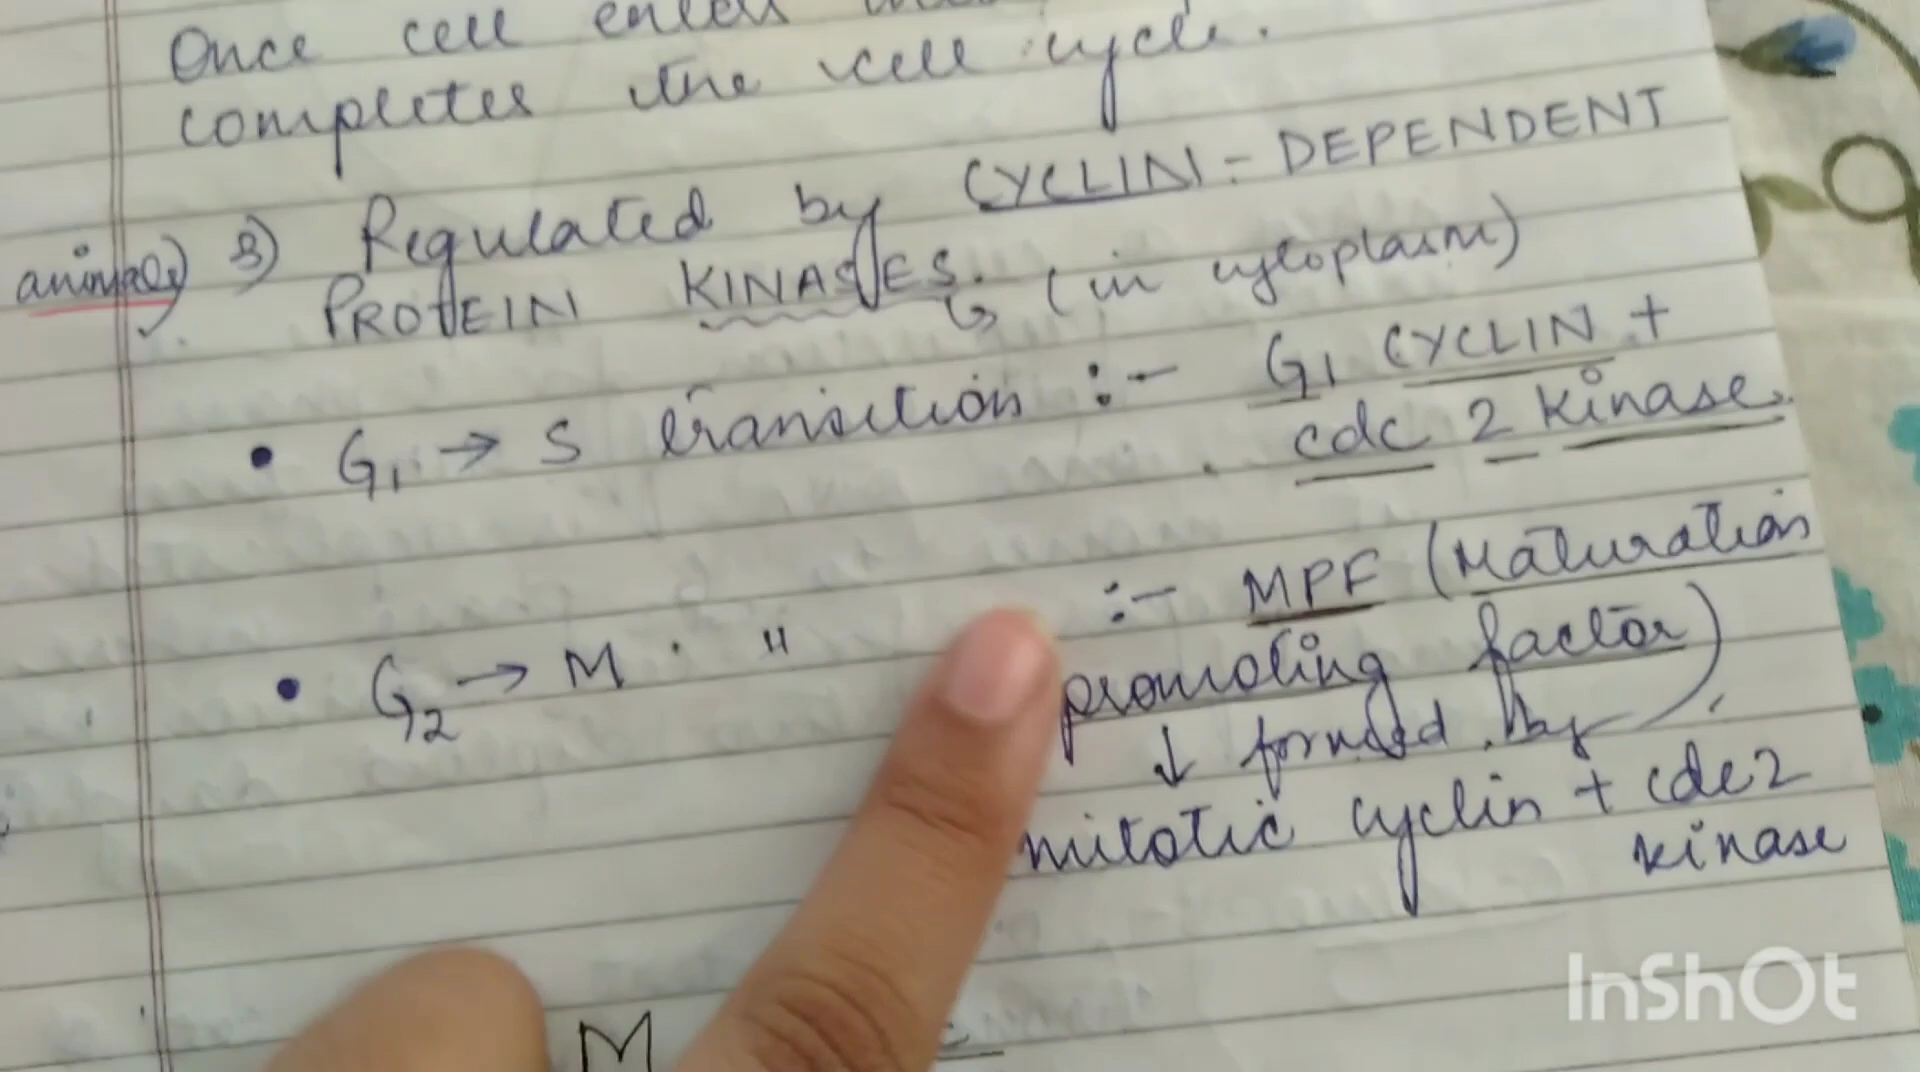 Once cell enters
completes the cell cycle.
animals) 3) Regulated by CYCLIN-DEPENDENT
PROTEIN KINASES. ↳ (in cytoplasm)
• G1 → S transition :- G1 CYCLIN +
cdc 2 kinase.
• G2 → M " :- MPF (Maturation
promoting factor)
↓ formed by
mitotic cyclin + cdc2
kinase
M
InShOt